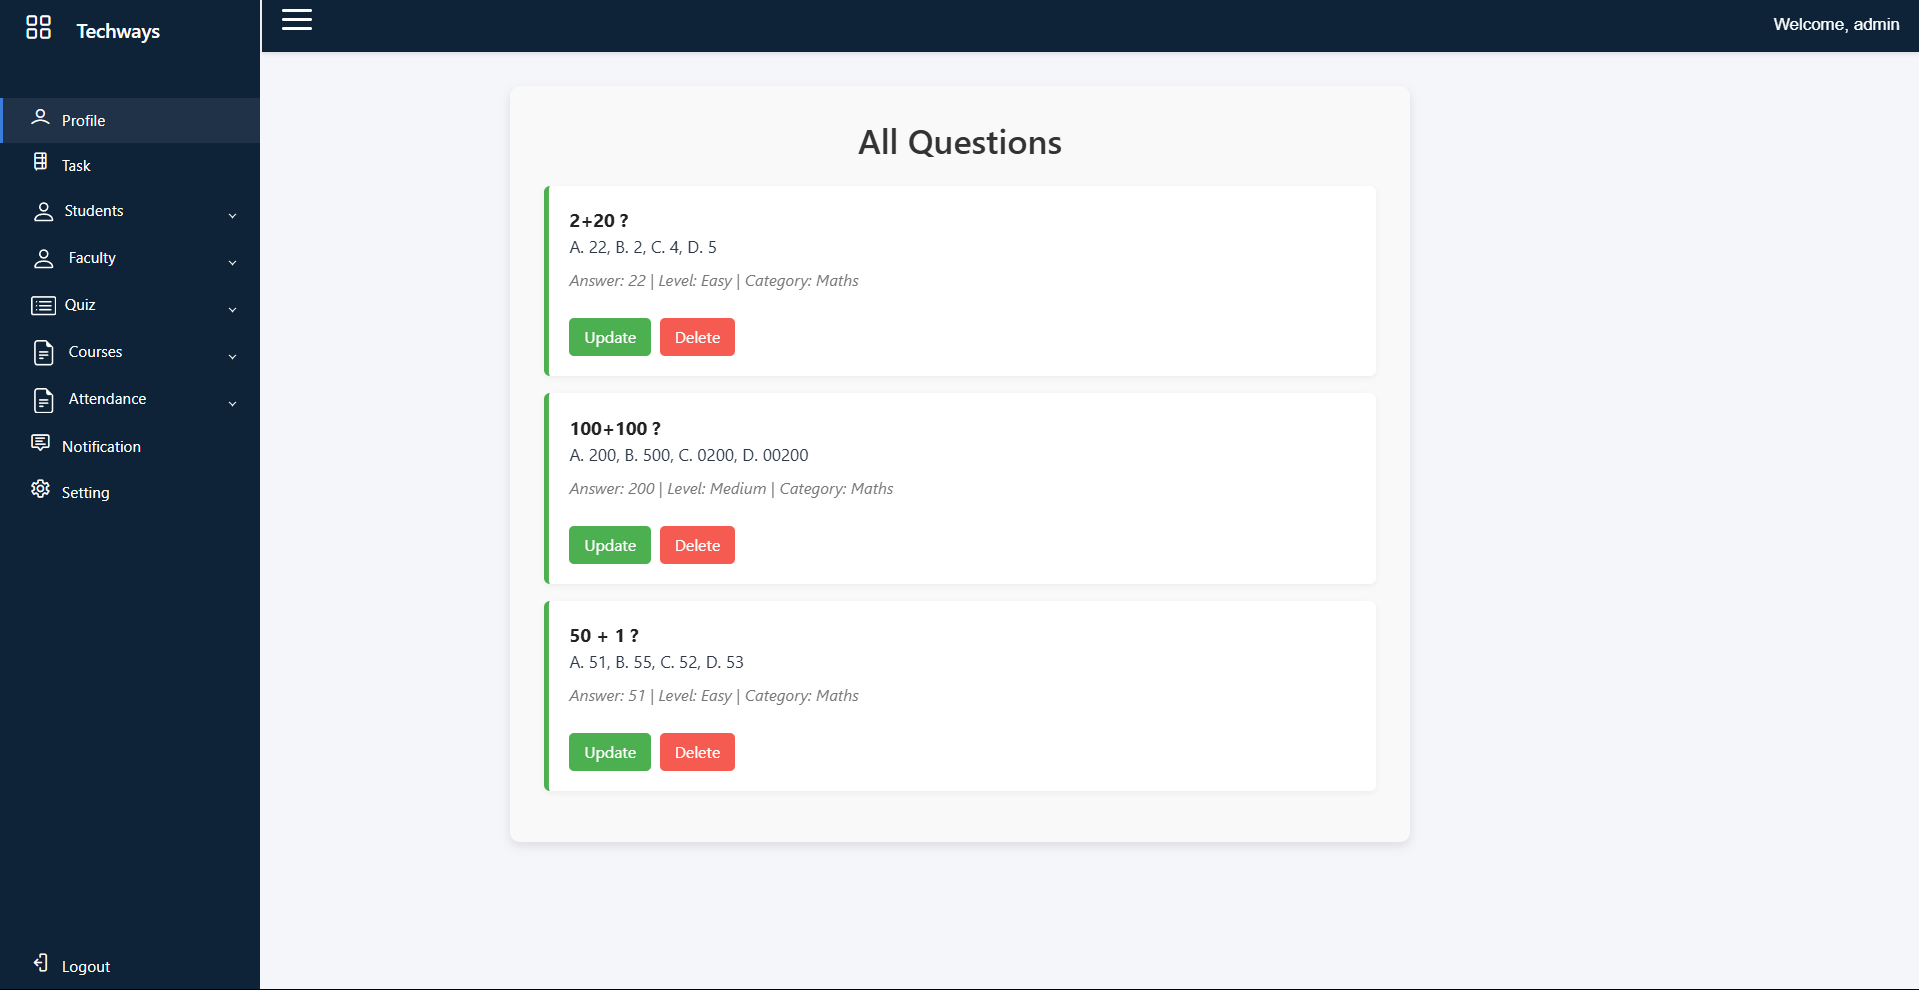 Techways
Welcome, admin
Profile
Task
Students
Faculty
Quiz
Courses
Attendance
Notification
Setting
Logout
All Questions
2+20 ?
A. 22, B. 2, C. 4, D. 5
Answer: 22 | Level: Easy | Category: Maths
Update Delete
100+100 ?
A. 200, B. 500, C. 0200, D. 00200
Answer: 200 | Level: Medium | Category: Maths
Update Delete
50 + 1 ?
A. 51, B. 55, C. 52, D. 53
Answer: 51 | Level: Easy | Category: Maths
Update Delete